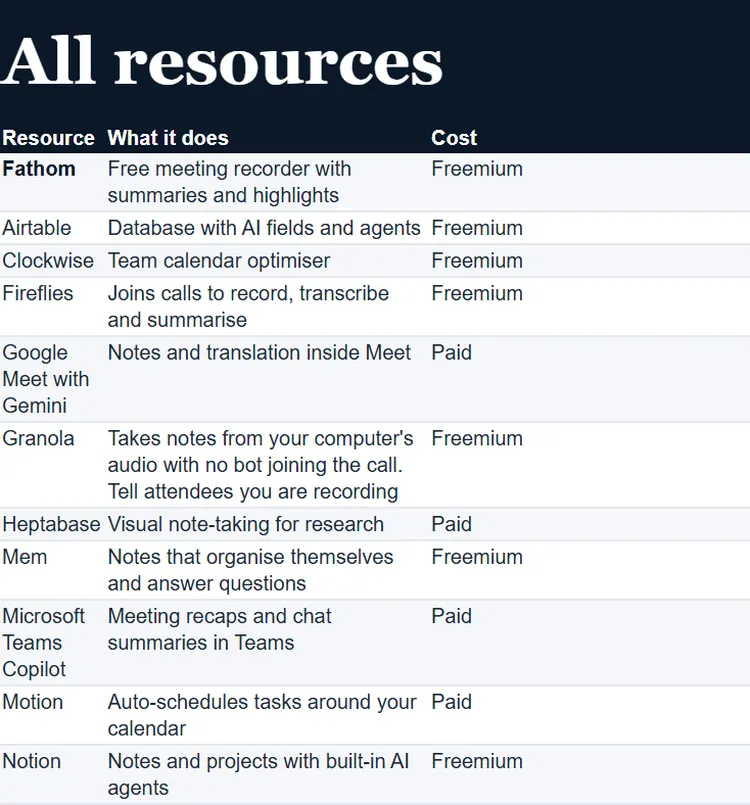 All resources
Resource What it does Cost
Fathom Free meeting recorder with Freemium
summaries and highlights
Airtable Database with AI fields and agents Freemium
Clockwise Team calendar optimiser Freemium
Fireflies Joins calls to record, transcribe Freemium
and summarise
Google Notes and translation inside Meet Paid
Meet with
Gemini
Granola Takes notes from your computer's Freemium
audio with no bot joining the call.
Tell attendees you are recording
Heptabase Visual note-taking for research Paid
Mem Notes that organise themselves Freemium
and answer questions
Microsoft Meeting recaps and chat Paid
Teams summaries in Teams
Copilot
Motion Auto-schedules tasks around your Paid
calendar
Notion Notes and projects with built-in AI Freemium
agents